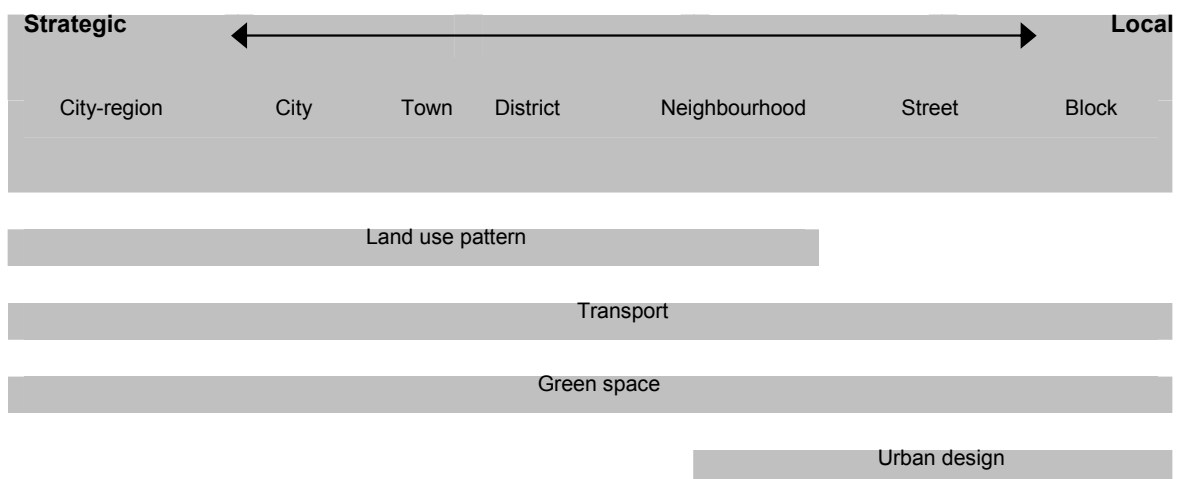 Strategic Local
City-region City Town District Neighbourhood Street Block
Land use pattern
Transport
Green space
Urban design